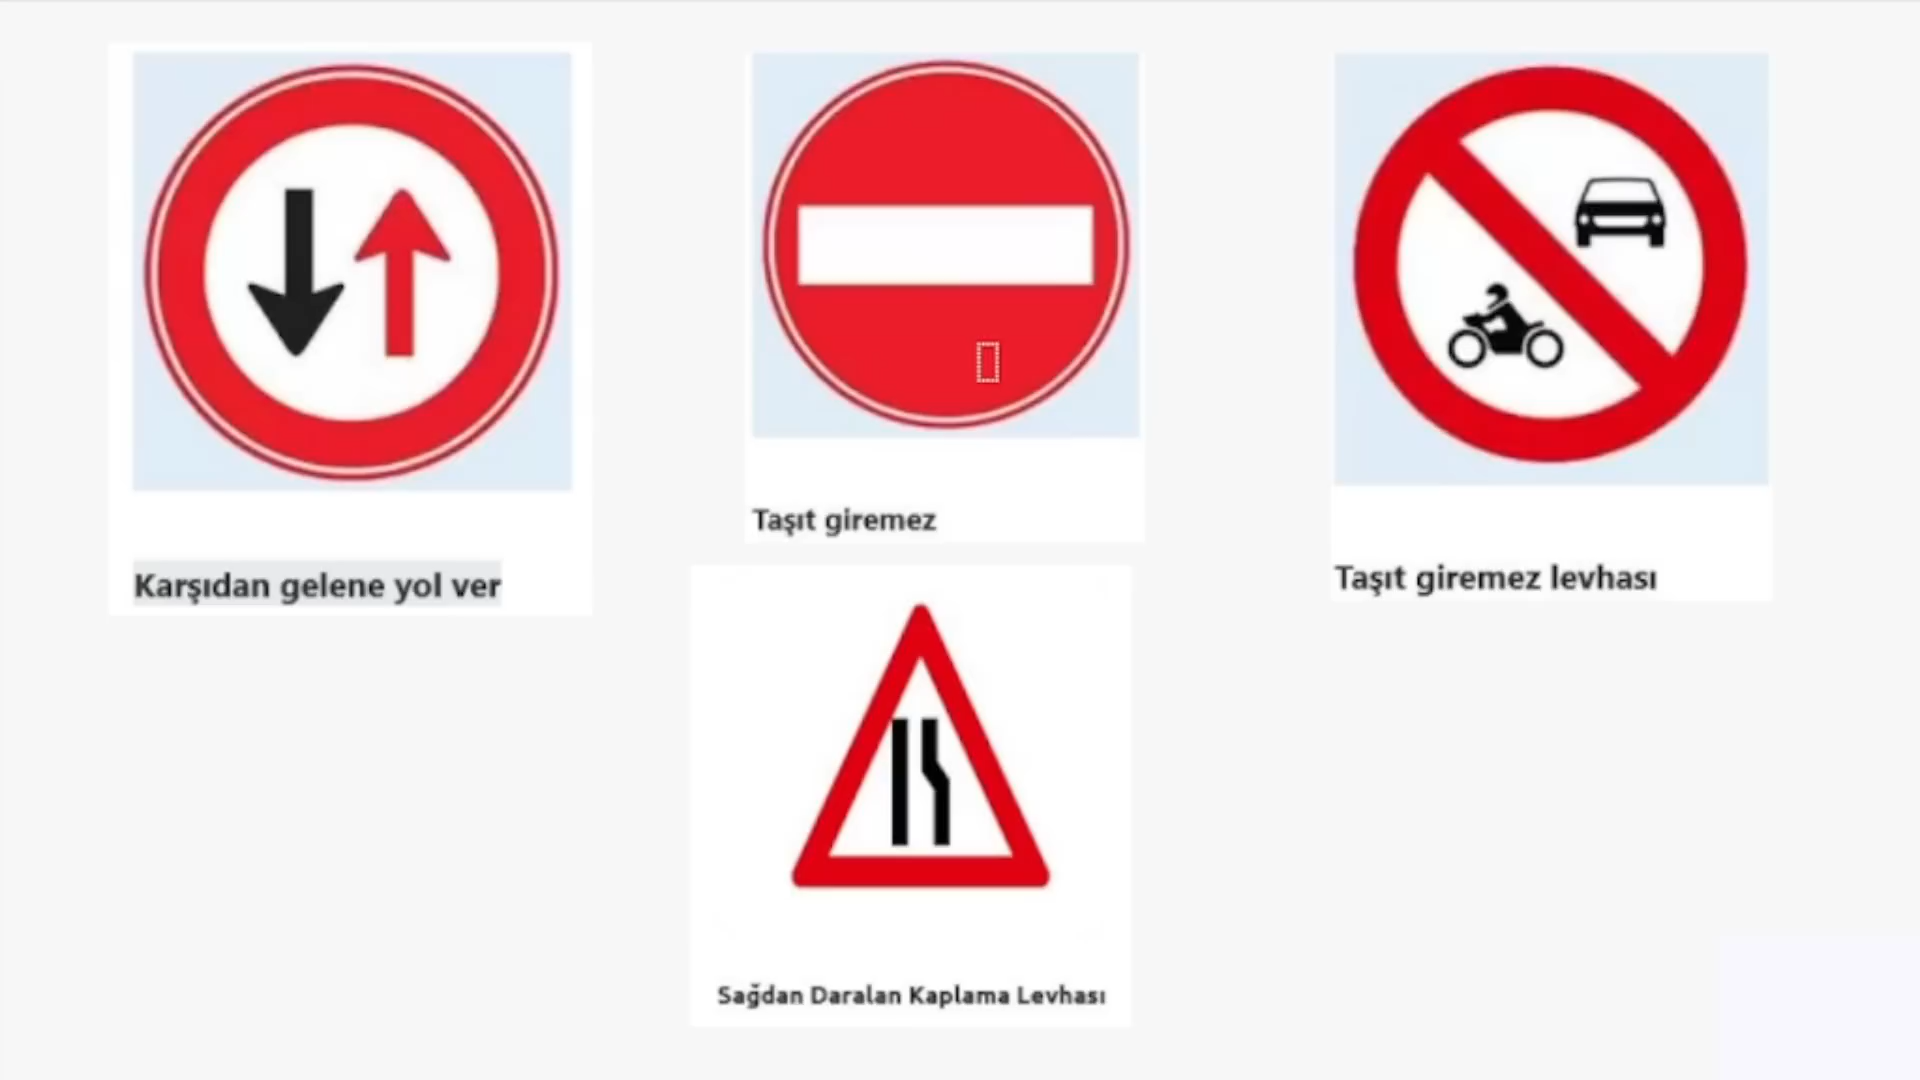 Karşıdan gelene yol ver
Taşıt giremez
Taşıt giremez levhası
Sağdan Daralan Kaplama Levhası